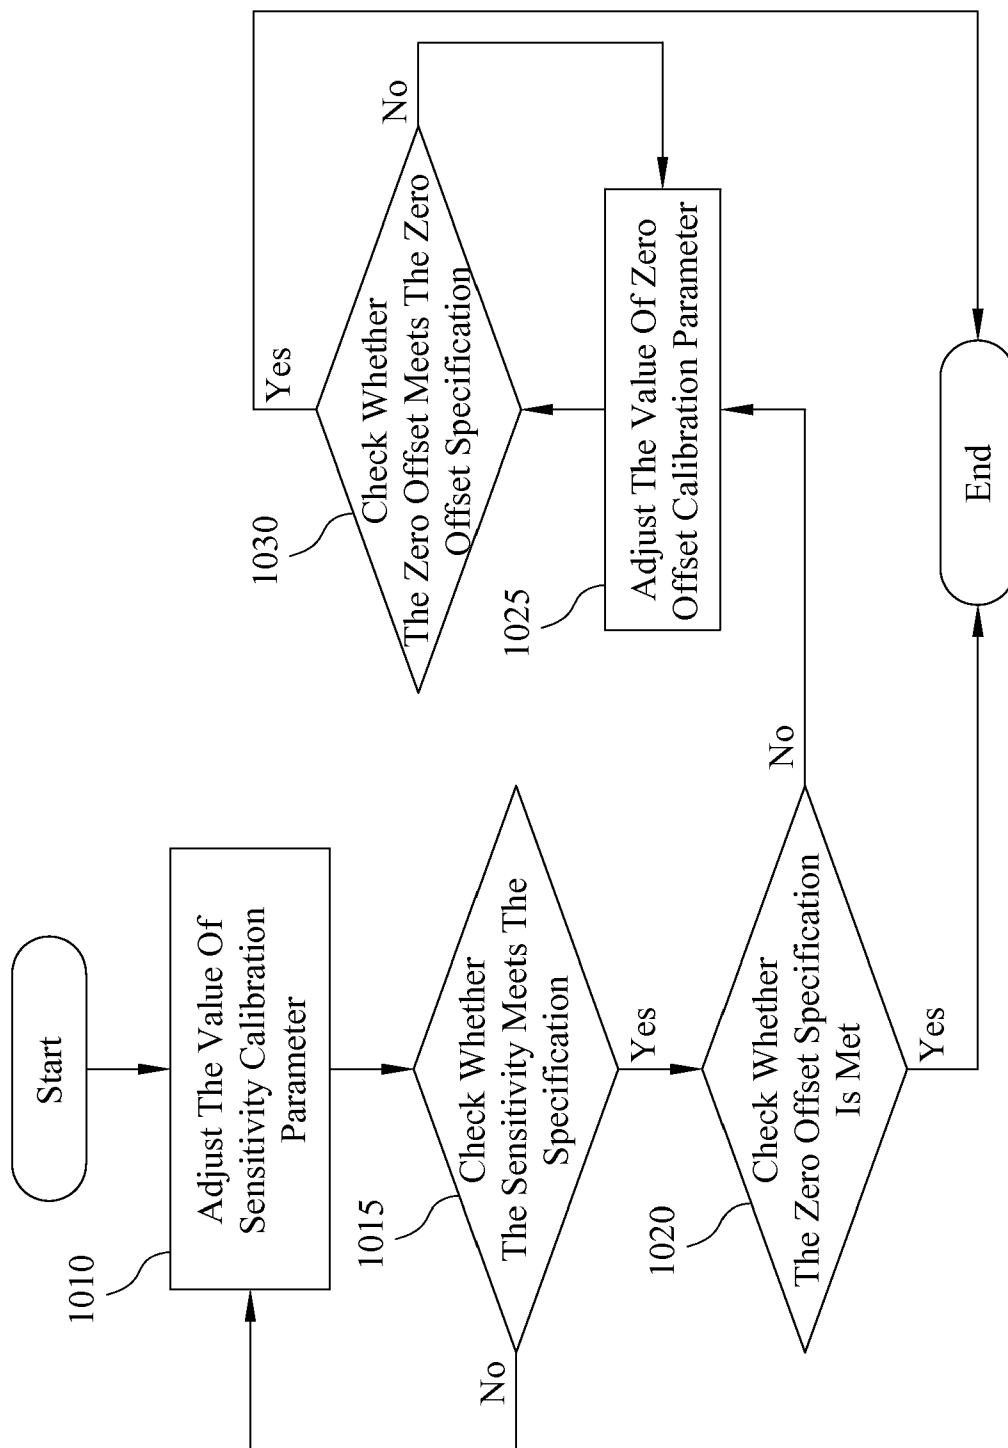 Start
1010
Adjust The Value Of
Sensitivity Calibration
Parameter
1015
Check Whether
The Sensitivity Meets The
Specification
No
Yes
1020
Check Whether
The Zero Offset Specification
Is Met
No
Yes
1030
Check Whether
The Zero Offset Meets The Zero
Offset Specification
Yes
No
1025
Adjust The Value Of Zero
Offset Calibration Parameter
End